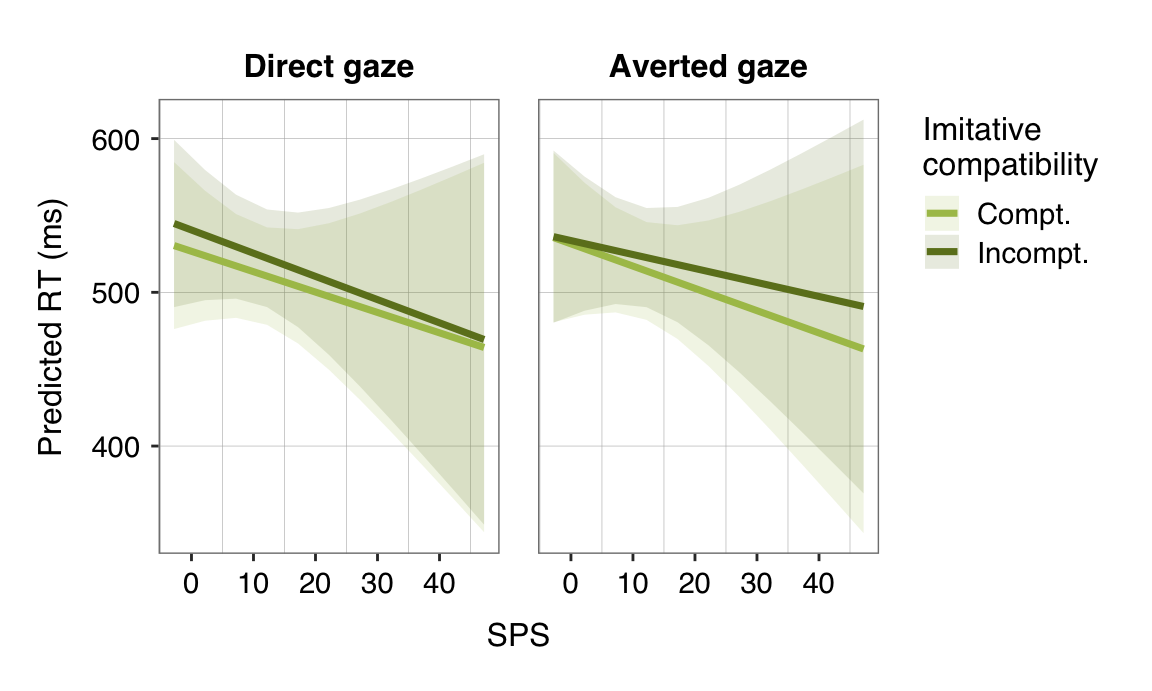 Direct gaze
Averted gaze
Predicted RT (ms)
600
500
400
0 10 20 30 40
0 10 20 30 40
SPS
Imitative
compatibility
Compt.
Incompt.